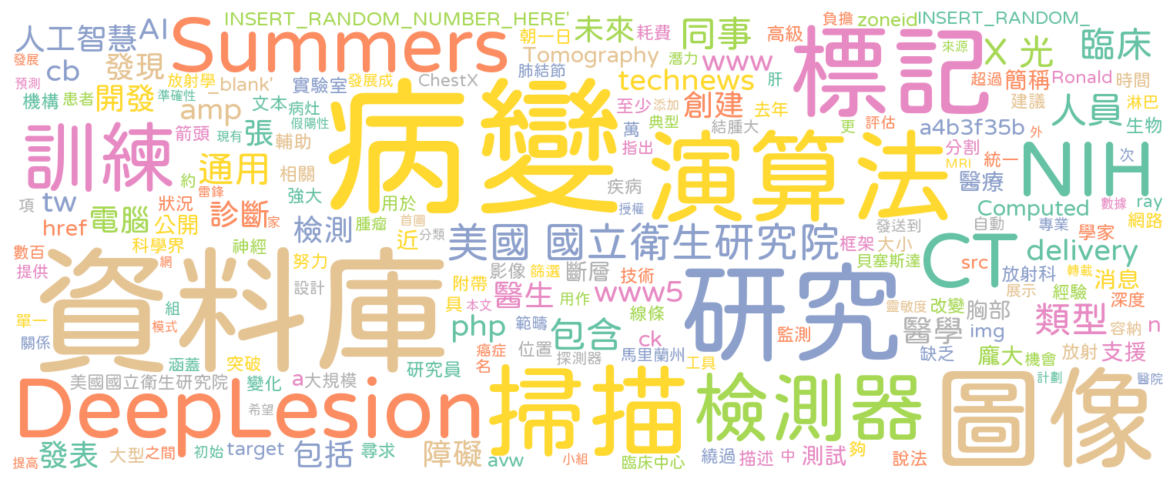 INSERT_RANDOM_NUMBER_HERE'
未來
耗費
朝一日
同事
高級
負擔
zoneid
INSERT_RANDOM_
人工智慧
AI
Summers
Tomography
潛力
www
標記
來源
X 光
臨床
發展
cb
發現
放射學
發展成
ChestX
肺結節
technews
超過
簡稱
Ronald
時間
預測
_blank'
實驗室
準確性
機構
患者
開發
amp
文本
病灶
假陽性
至少
添加
創建
去年
建議
人員
淋巴
生物
訓練
箭頭
張
現有
病變
萬
典型
結腫大
更
評估
a4b3f35b
外
指出
演算法
分割
MRI
統一
NIH
次
約
通用
輔助
相關
疾病
醫療
項
tw
狀況
雷鋒
強大
用於
授權
Computed
數據
ray
電腦
診斷
家
腫瘤
首圖
分類
發送到
自動
專業
網路
href
公開
檢測
近
美國 國立衛生研究院
框架
大小
CT
學家
delivery
數百
科學界
神經
貝塞斯達
src
提供
網
資料庫
努力
影像
篩選
斷層
技術
研究
放射科
轉載
消息
設計
附帶
醫生
www5
靈敏度
改變
胸部
展示
經驗
深度
組
具
本文
用作
線條
醫學
img
類型
n
單一
模式
php
範疇
包含
ck
監測
容納
關係
癌症
位置
探測器
馬里蘭州
缺乏
龐大
機會
放射
支援
涵蓋
突破
研究員
名
工具
美國國立衛生研究院
變化
a
大規模
計劃
醫院
希望
DeepLesion
掃描
檢測器
圖像
提高
發表
大型
之間
初始
target
包括
尋求
障礙
avw
小組
臨床中心
繞過
描述
中
測試
夠
說法